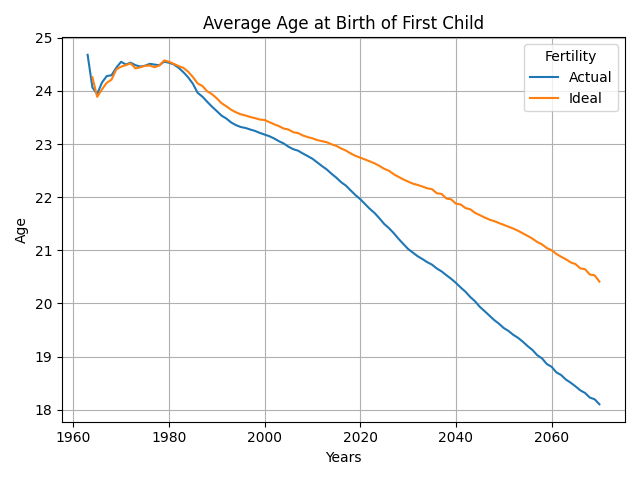 Average Age at Birth of First Child
Fertility
Actual
Ideal
Age
25
24
23
22
21
20
19
18
1960
1980
2000
2020
2040
2060
Years